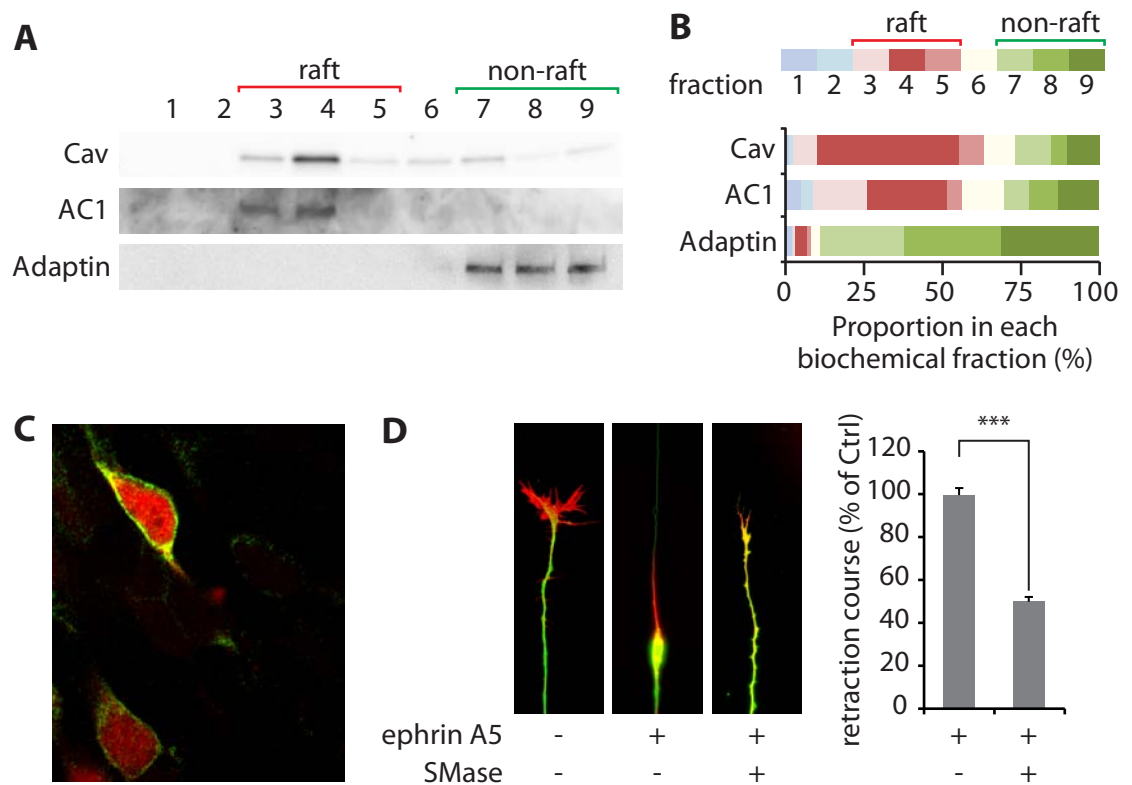 A
raft
non-raft
1 2 3 4 5 6 7 8 9
Cav
AC1
Adaptin
B
raft
non-raft
fraction 1 2 3 4 5 6 7 8 9
Cav
AC1
Adaptin
0 25 50 75 100
Proportion in each
biochemical fraction (%)
C
D
ephrin A5 - + +
SMase - - +
retraction course (% of Ctrl)
120
100
80
60
40
20
0
***
+ +
- +